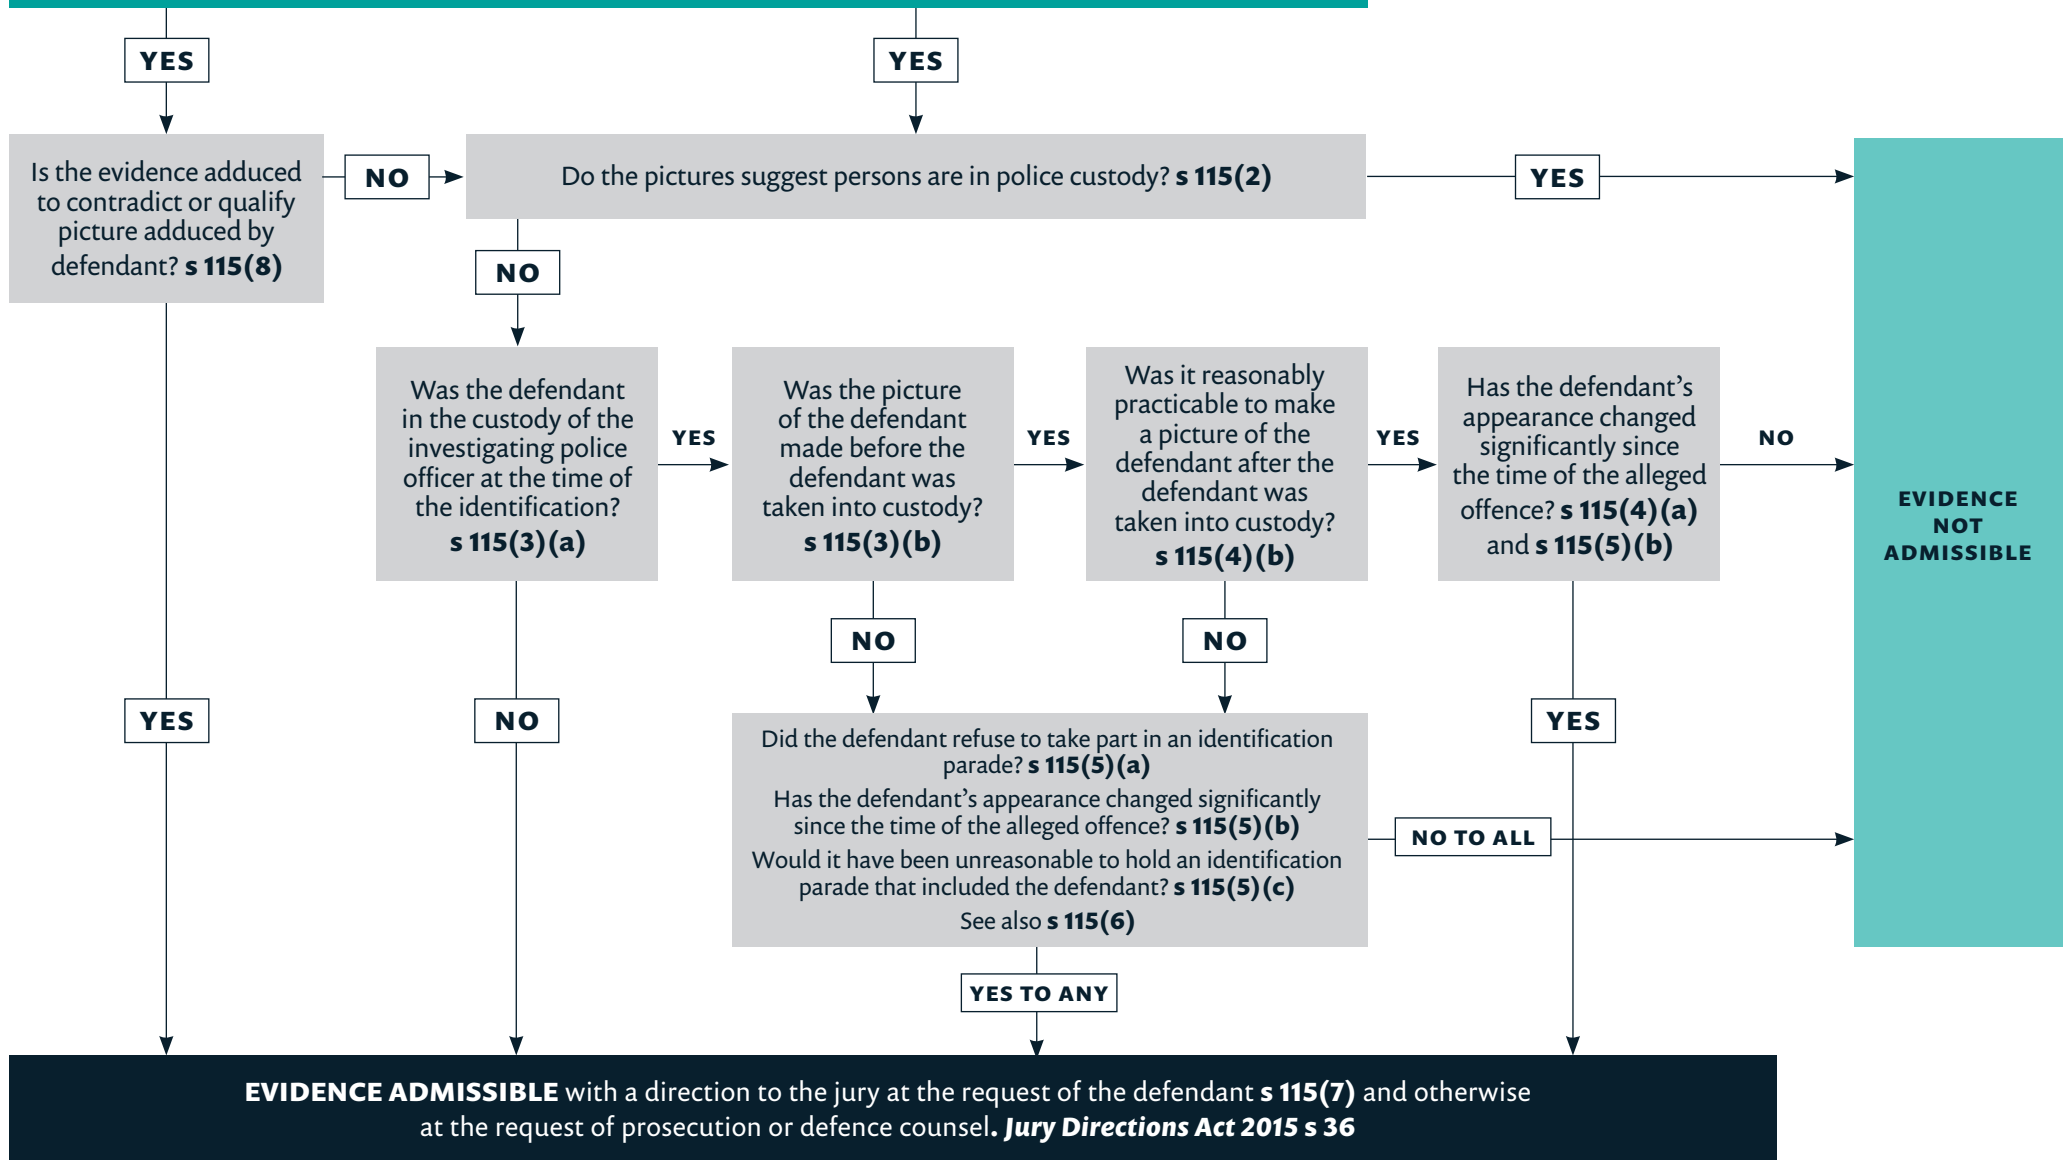 YES
YES
Is the evidence adduced
to contradict or qualify
picture adduced by
defendant? s 115(8)
NO
Do the pictures suggest persons are in police custody? s 115(2)
YES
NO
Was the defendant
in the custody of the
investigating police
officer at the time of
the identification?
s 115(3)(a)
YES
Was the picture
of the defendant
made before the
defendant was
taken into custody?
s 115(3)(b)
YES
Was it reasonably
practicable to make
a picture of the
defendant after the
defendant was
taken into custody?
s 115(4)(b)
YES
Has the defendant’s
appearance changed
significantly since
the time of the alleged
offence? s 115(4)(a)
and s 115(5)(b)
NO
EVIDENCE
NOT
ADMISSIBLE
NO
NO
YES
NO
YES
Did the defendant refuse to take part in an identification
parade? s 115(5)(a)
Has the defendant’s appearance changed significantly
since the time of the alleged offence? s 115(5)(b)
Would it have been unreasonable to hold an identification
parade that included the defendant? s 115(5)(c)
See also s 115(6)
NO TO ALL
YES TO ANY
EVIDENCE ADMISSIBLE with a direction to the jury at the request of the defendant s 115(7) and otherwise
at the request of prosecution or defence counsel. Jury Directions Act 2015 s 36